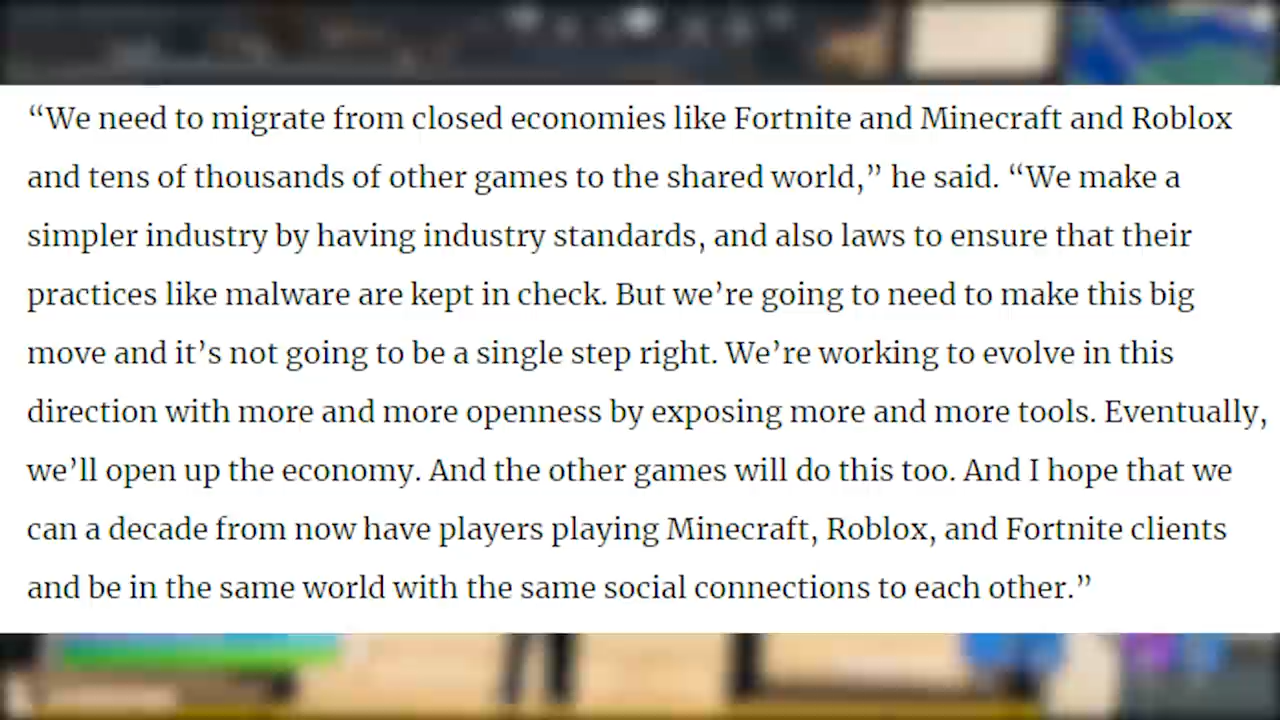 “We need to migrate from closed economies like Fortnite and Minecraft and Roblox
and tens of thousands of other games to the shared world,” he said. “We make a
simpler industry by having industry standards, and also laws to ensure that their
practices like malware are kept in check. But we’re going to need to make this big
move and it’s not going to be a single step right. We’re working to evolve in this
direction with more and more openness by exposing more and more tools. Eventually,
we’ll open up the economy. And the other games will do this too. And I hope that we
can a decade from now have players playing Minecraft, Roblox, and Fortnite clients
and be in the same world with the same social connections to each other.”